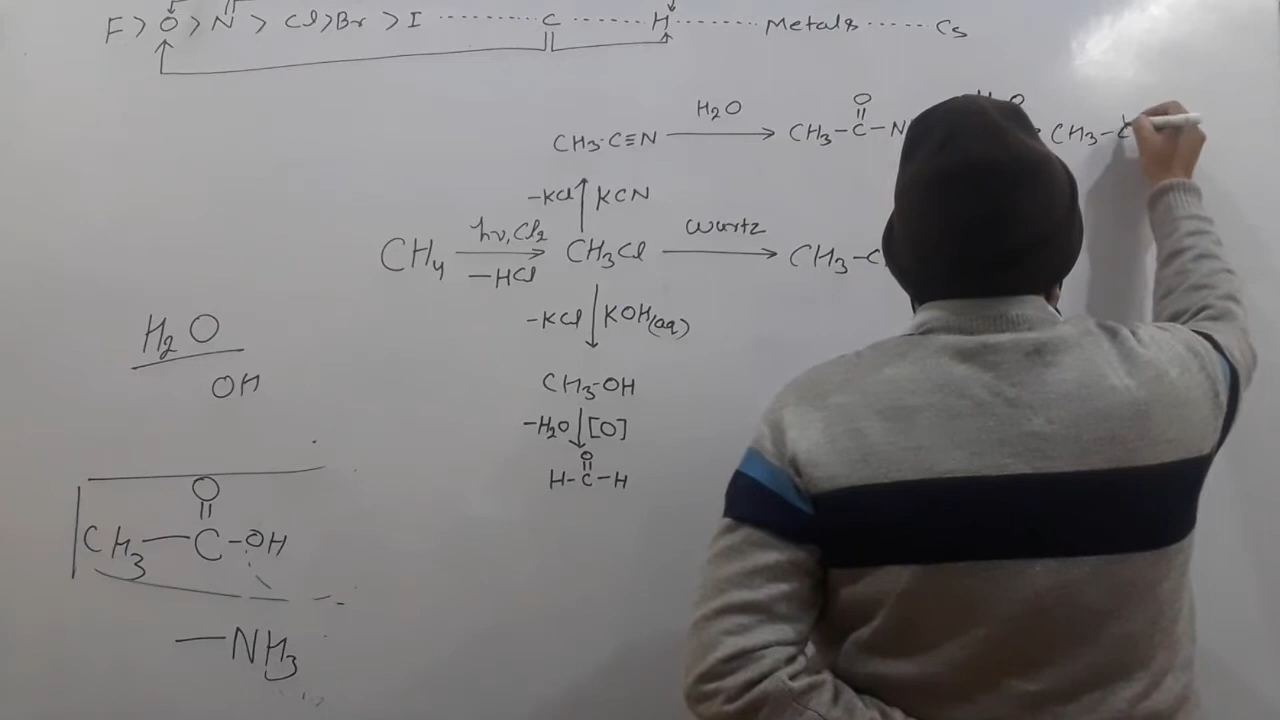 F > O > N > Cl > Br > I ........ C ...... H ........ Metals ...... Cs
O
H2O
CH3-C≡N → CH3-C-N
CH3-C
-KCl ↑ KCN
hν, Cl2
Wurtz
CH4 → CH3Cl → CH3-C
-HCl
-KCl ↓ KOH(aq)
H2O
OH
CH3-OH
-H2O ↓ [O]
O
H-C-H
O
CH3-C-OH
-NH3